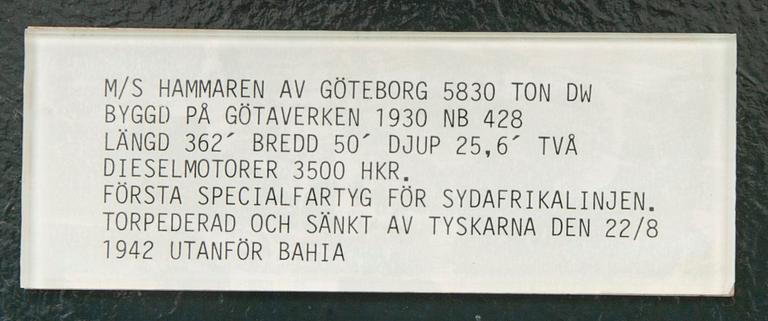 M/S HAMMAREN AV GÖTEBORG 5830 TON DW
BYGGD PÅ GÖTAVERKEN 1930 NB 428
LÄNGD 362´ BREDD 50´ DJUP 25,6´ TVÅ
DIESELMOTORER 3500 HKR.
FÖRSTA SPECIALFARTYG FÖR SYDAFRIKALINJEN.
TORPEDERAD OCH SÄNKT AV TYSKARNA DEN 22/8
1942 UTANFÖR BAHIA